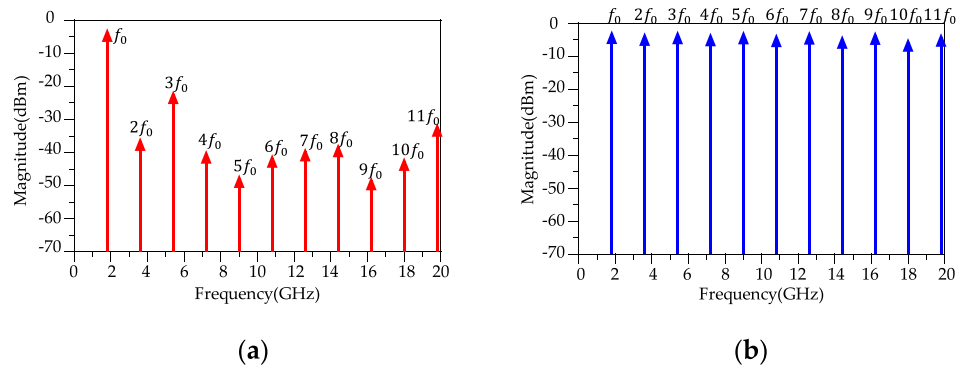 0
-10
-20
-30
-40
-50
-60
-70
Magnitude(dBm)
f₀
2f₀
3f₀
4f₀
5f₀
6f₀
7f₀
8f₀
9f₀
10f₀
11f₀
0 2 4 6 8 10 12 14 16 18 20
Frequency(GHz)
(a)
f₀ 2f₀ 3f₀ 4f₀ 5f₀ 6f₀ 7f₀ 8f₀ 9f₀ 10f₀ 11f₀
0
-10
-20
-30
-40
-50
-60
-70
Magnitude(dBm)
0 2 4 6 8 10 12 14 16 18 20
Frequency(GHz)
(b)